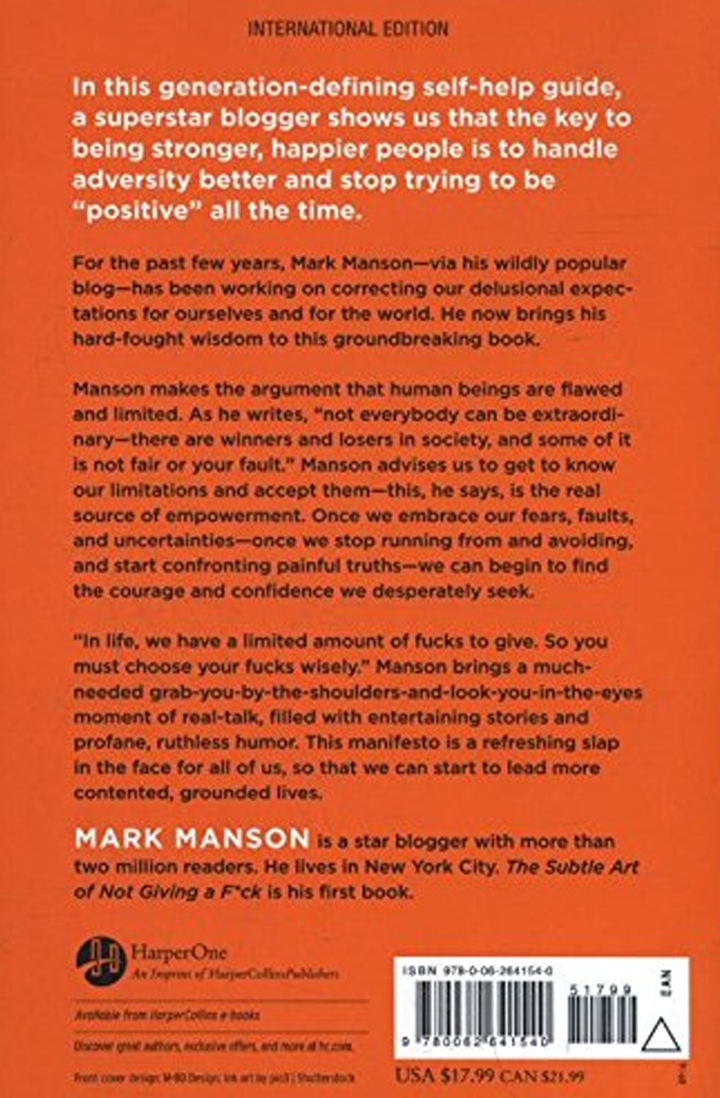 INTERNATIONAL EDITION
In this generation-defining self-help guide,
a superstar blogger shows us that the key to
being stronger, happier people is to handle
adversity better and stop trying to be
“positive” all the time.
For the past few years, Mark Manson—via his wildly popular
blog—has been working on correcting our delusional expec-
tations for ourselves and for the world. He now brings his
hard-fought wisdom to this groundbreaking book.
Manson makes the argument that human beings are flawed
and limited. As he writes, “not everybody can be extraordi-
nary—there are winners and losers in society, and some of it
is not fair or your fault.” Manson advises us to get to know
our limitations and accept them—this, he says, is the real
source of empowerment. Once we embrace our fears, faults,
and uncertainties—once we stop running from and avoiding,
and start confronting painful truths—we can begin to find
the courage and confidence we desperately seek.
“In life, we have a limited amount of fucks to give. So you
must choose your fucks wisely.” Manson brings a much-
needed grab-you-by-the-shoulders-and-look-you-in-the-eyes
moment of real-talk, filled with entertaining stories and
profane, ruthless humor. This manifesto is a refreshing slap
in the face for all of us, so that we can start to lead more
contented, grounded lives.
MARK MANSON is a star blogger with more than
two million readers. He lives in New York City. The Subtle Art
of Not Giving a F*ck is his first book.
HarperOne
An Imprint of HarperCollinsPublishers
Available from HarperCollins e-books
Discover great authors, exclusive offers, and more at hc.com.
Front cover design: M-80 Design; Ink art by pio3 | Shutterstock
ISBN 978-0-06-264154-0
51799
EAN
9 780062 641540
USA $17.99 CAN $21.99